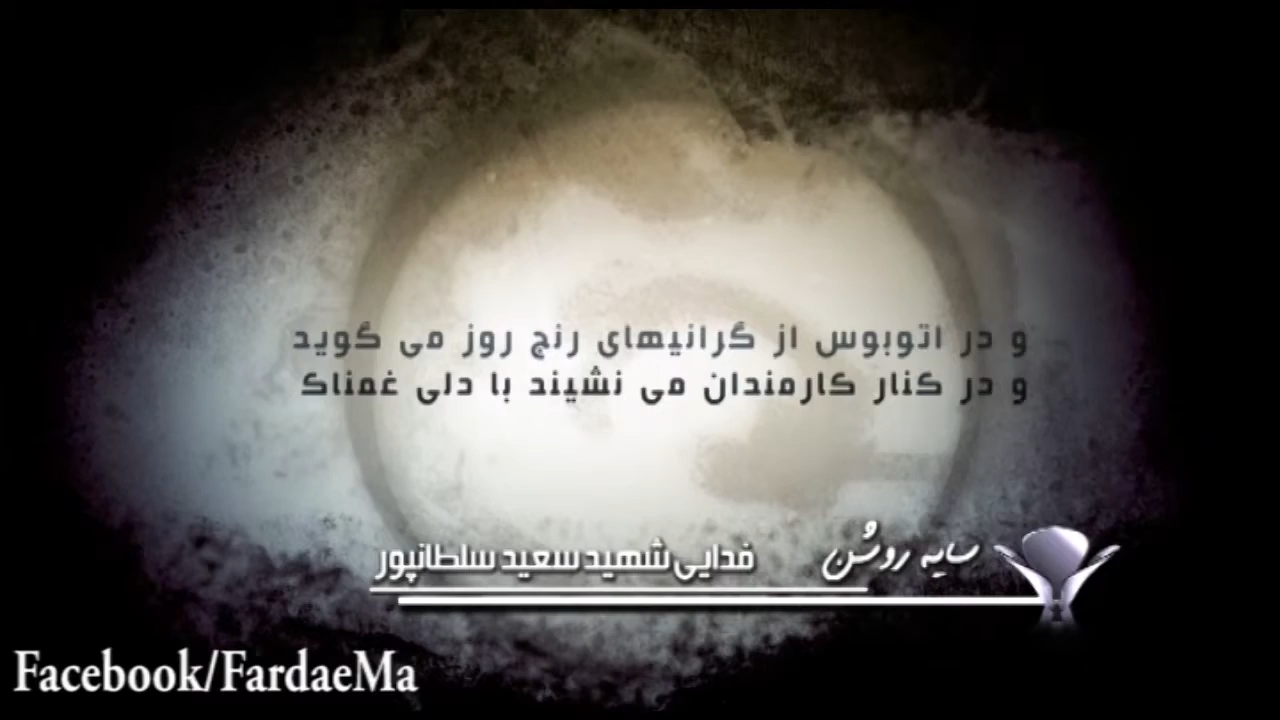 و در اتوبوس از گرانیهای رنج روز می گوید
و در کنار کارمندان می نشیند با دلی غمناک
سایه روشن
فدایی شهید سعید سلطانپور
Facebook/FardaeMa